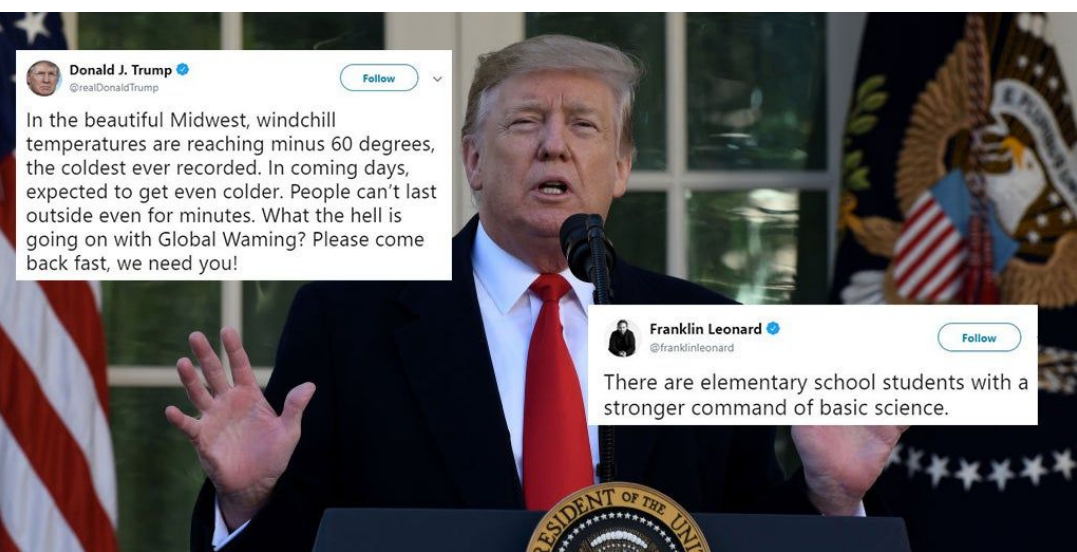 Donald J. Trump
@realDonaldTrump
Follow
In the beautiful Midwest, windchill
temperatures are reaching minus 60 degrees,
the coldest ever recorded. In coming days,
expected to get even colder. People can’t last
outside even for minutes. What the hell is
going on with Global Waming? Please come
back fast, we need you!
Franklin Leonard
@franklinleonard
Follow
There are elementary school students with a
stronger command of basic science.
E PLURIBUS UNUM